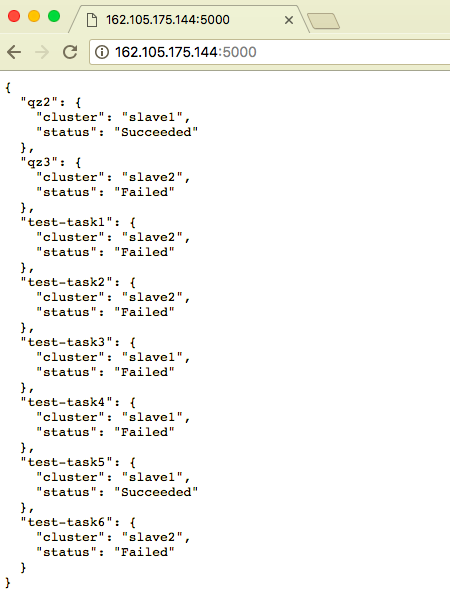 162.105.175.144:5000
162.105.175.144:5000
{
  "qz2": {
    "cluster": "slave1",
    "status": "Succeeded"
  },
  "qz3": {
    "cluster": "slave2",
    "status": "Failed"
  },
  "test-task1": {
    "cluster": "slave2",
    "status": "Failed"
  },
  "test-task2": {
    "cluster": "slave2",
    "status": "Failed"
  },
  "test-task3": {
    "cluster": "slave1",
    "status": "Failed"
  },
  "test-task4": {
    "cluster": "slave1",
    "status": "Failed"
  },
  "test-task5": {
    "cluster": "slave1",
    "status": "Succeeded"
  },
  "test-task6": {
    "cluster": "slave2",
    "status": "Failed"
  }
}